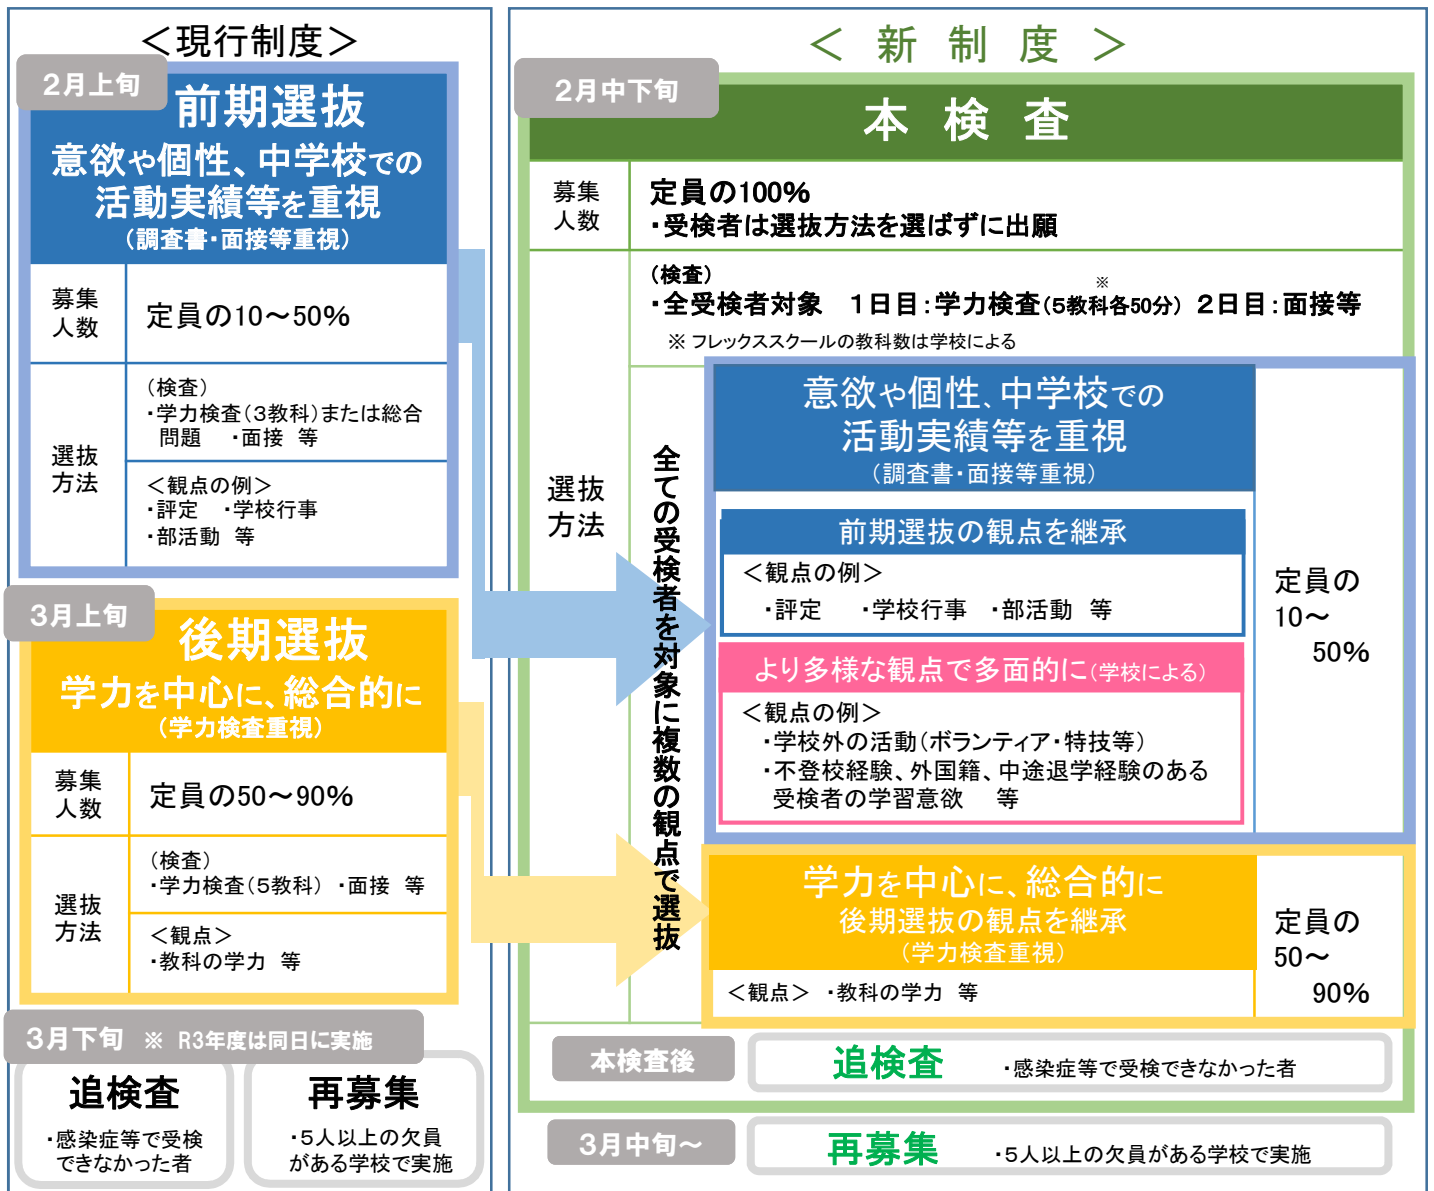 ＜現行制度＞
2月上旬
前期選抜
意欲や個性、中学校での
活動実績等を重視
（調査書・面接等重視）
募集
人数
定員の10～50％
選抜
方法
（検査）
・学力検査（３教科）または総合
問題　・面接　等
＜観点の例＞
・評定　・学校行事
・部活動　等
3月上旬
後期選抜
学力を中心に、総合的に
（学力検査重視）
募集
人数
定員の50～90％
選抜
方法
（検査）
・学力検査（５教科）　・面接　等
＜観点＞
・教科の学力　等
3月下旬　※　R3年度は同日に実施
追検査
・感染症等で受検
できなかった者
再募集
・５人以上の欠員
がある学校で実施
＜　新　制　度　＞
2月中下旬
本　検　査
募集
人数
定員の100％
・受検者は選抜方法を選ばずに出願
選抜
方法
（検査）
※
・全受検者対象　１日目：学力検査（５教科各50分）　２日目：面接等
※ フレックススクールの教科数は学校による
全ての受検者を対象に複数の観点で選抜
意欲や個性、中学校での
活動実績等を重視
（調査書・面接等重視）
前期選抜の観点を継承
＜観点の例＞
・評定　・学校行事　・部活動　等
より多様な観点で多面的に（学校による）
＜観点の例＞
・学校外の活動（ボランティア・特技等）
・不登校経験、外国籍、中途退学経験のある
受検者の学習意欲　等
定員の
10～
50％
学力を中心に、総合的に
後期選抜の観点を継承
（学力検査重視）
＜観点＞　・教科の学力　等
定員の
50～
90％
本検査後
追検査　・感染症等で受検できなかった者
3月中旬～
再募集　・５人以上の欠員がある学校で実施